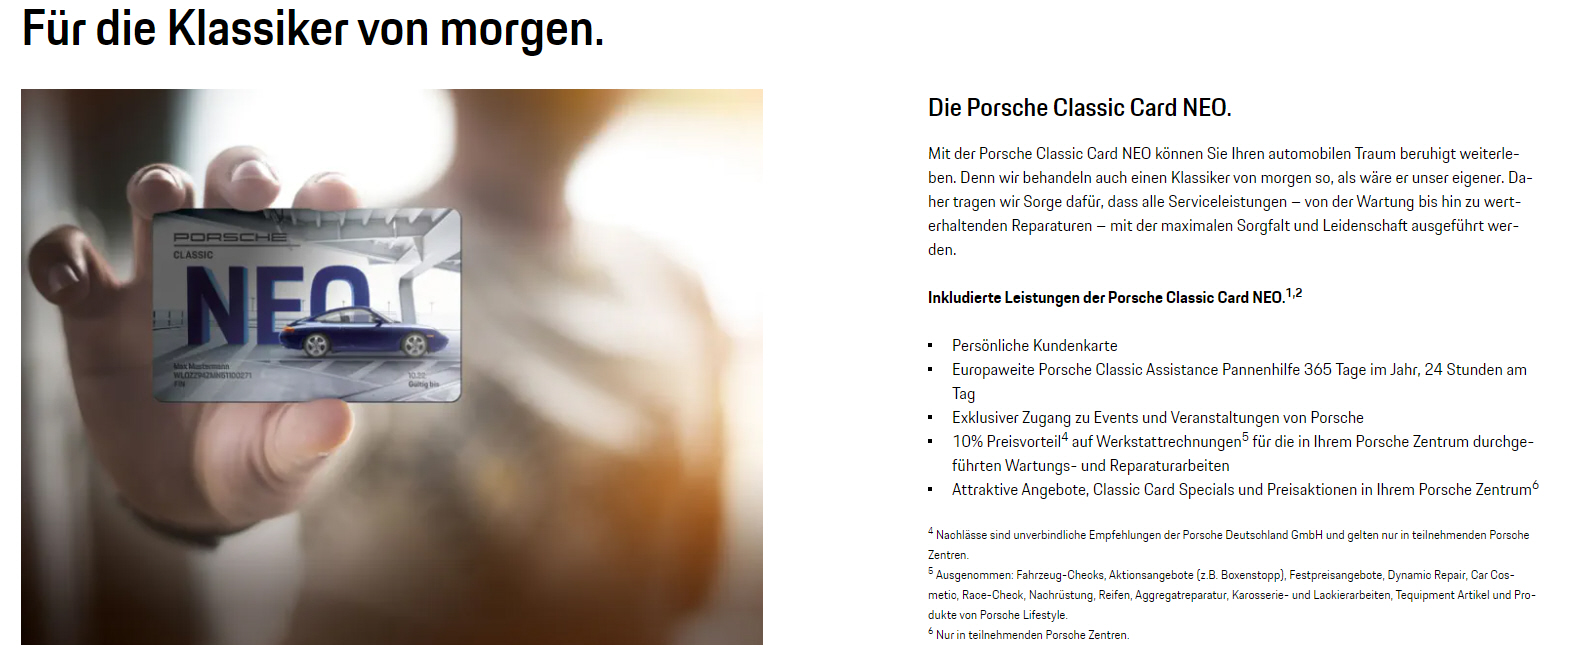 Für die Klassiker von morgen.
PORSCHE
CLASSIC
NEO
Max Mustermann
FIN
10.22
Gültig bis
Die Porsche Classic Card NEO.
Mit der Porsche Classic Card NEO können Sie Ihren automobilen Traum beruhigt weiterle-
ben. Denn wir behandeln auch einen Klassiker von morgen so, als wäre er unser eigener. Da-
her tragen wir Sorge dafür, dass alle Serviceleistungen – von der Wartung bis hin zu wert-
erhaltenden Reparaturen – mit der maximalen Sorgfalt und Leidenschaft ausgeführt wer-
den.
Inkludierte Leistungen der Porsche Classic Card NEO.1,2
▪ Persönliche Kundenkarte
▪ Europaweite Porsche Classic Assistance Pannenhilfe 365 Tage im Jahr, 24 Stunden am
Tag
▪ Exklusiver Zugang zu Events und Veranstaltungen von Porsche
▪ 10% Preisvorteil4 auf Werkstattrechnungen5 für die in Ihrem Porsche Zentrum durchge-
führten Wartungs- und Reparaturarbeiten
▪ Attraktive Angebote, Classic Card Specials und Preisaktionen in Ihrem Porsche Zentrum6
4 Nachlässe sind unverbindliche Empfehlungen der Porsche Deutschland GmbH und gelten nur in teilnehmenden Porsche
Zentren.
5 Ausgenommen: Fahrzeug-Checks, Aktionsangebote (z.B. Boxenstopp), Festpreisangebote, Dynamic Repair, Car Cos-
metic, Race-Check, Nachrüstung, Reifen, Aggregatreparatur, Karosserie- und Lackierarbeiten, Tequipment Artikel und Pro-
dukte von Porsche Lifestyle.
6 Nur in teilnehmenden Porsche Zentren.